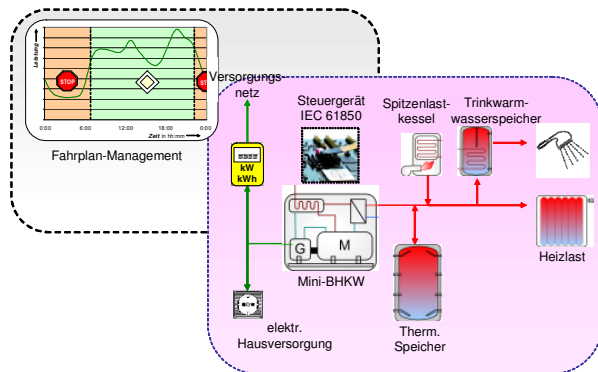 Leistung
STOP
STOP
0:00
6:00
12:00
18:00
0:00
Zeit in hh:mm
Fahrplan-Management
Versorgungs-
netz
kW
kWh
Steuergerät
IEC 61850
Spitzenlast-
kessel
Trinkwarm-
wasserspeicher
G
M
Mini-BHKW
Heizlast
elektr.
Hausversorgung
Therm.
Speicher